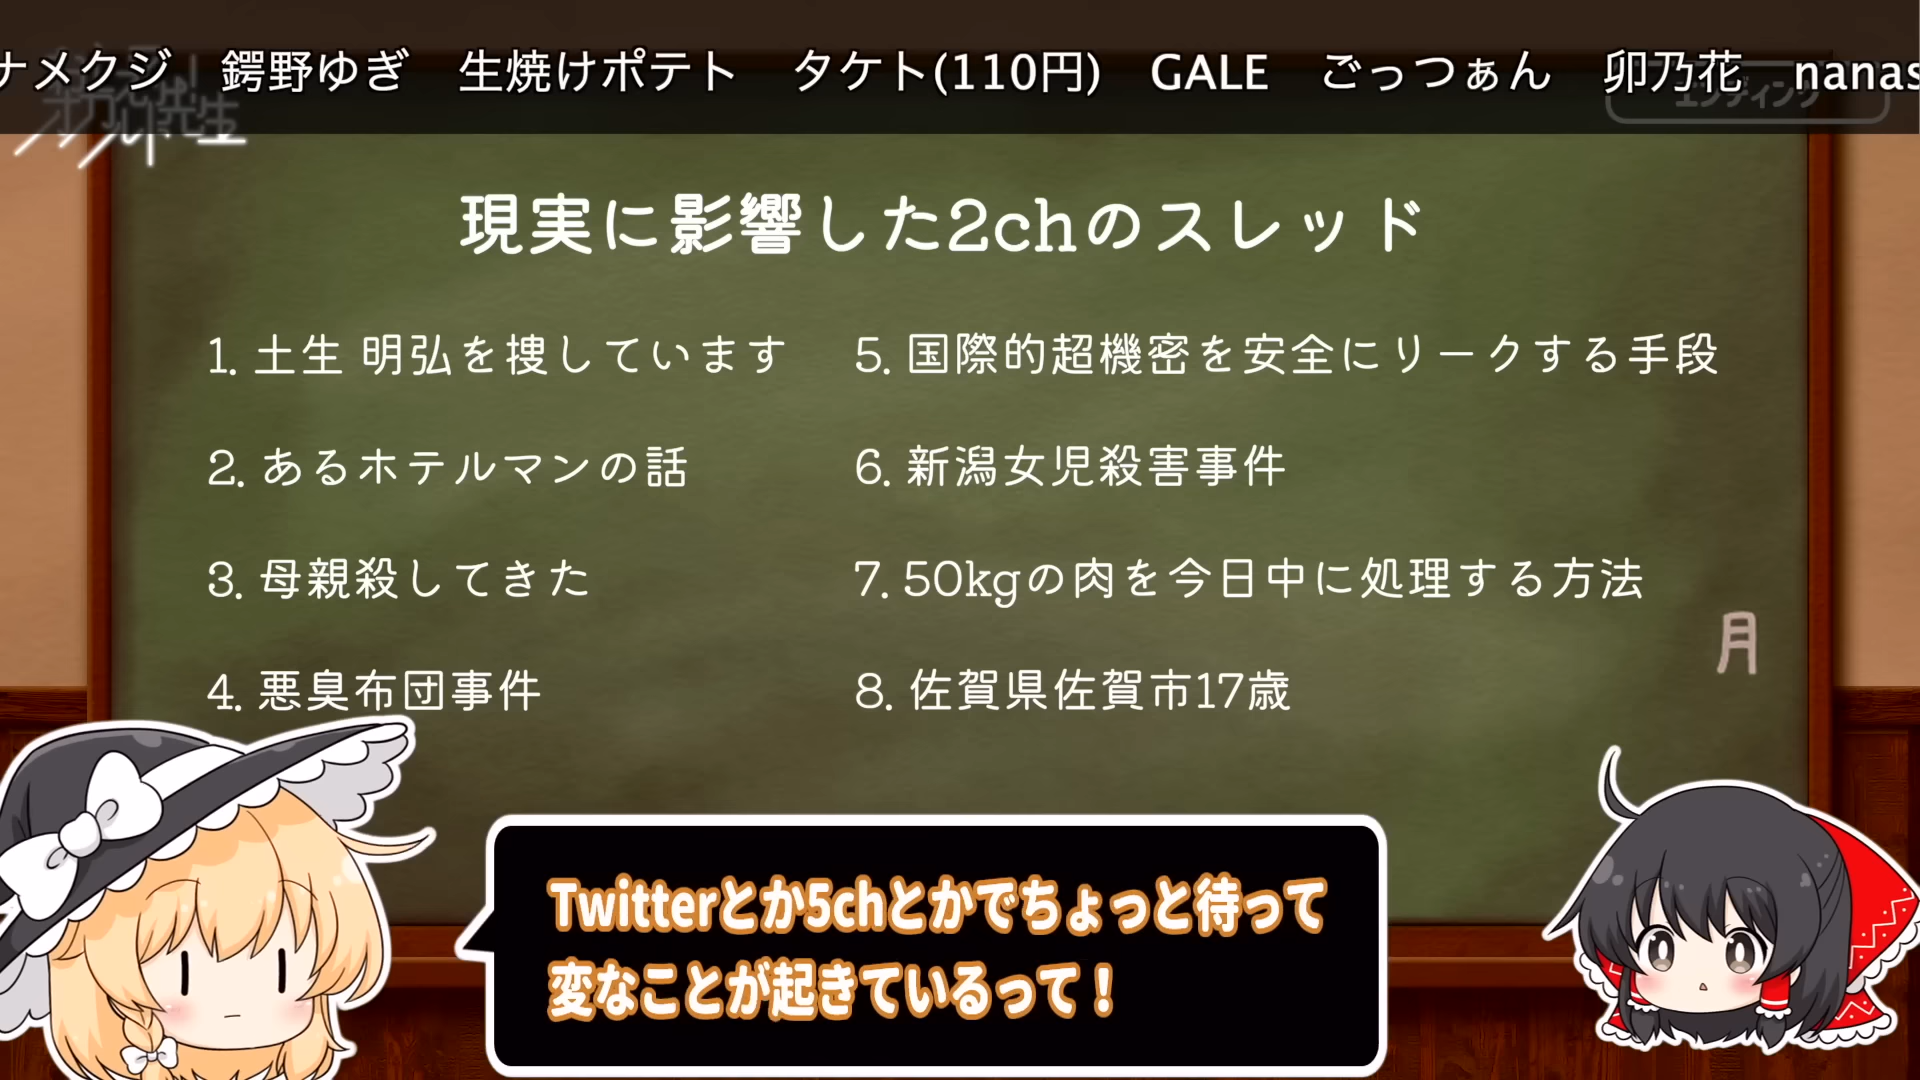 ナメクジ 鍔野ゆぎ 生焼けポテト タケト(110円) GALE ごっつぁん 卯乃花 nanas
エンディング
現実に影響した2chのスレッド
1. 土生 明弘を捜しています
2. あるホテルマンの話
3. 母親殺してきた
4. 悪臭布団事件
5. 国際的超機密を安全にリークする手段
6. 新潟女児殺害事件
7. 50kgの肉を今日中に処理する方法
8. 佐賀県佐賀市17歳
月
Twitterとか5chとかでちょっと待って
変なことが起きているって！